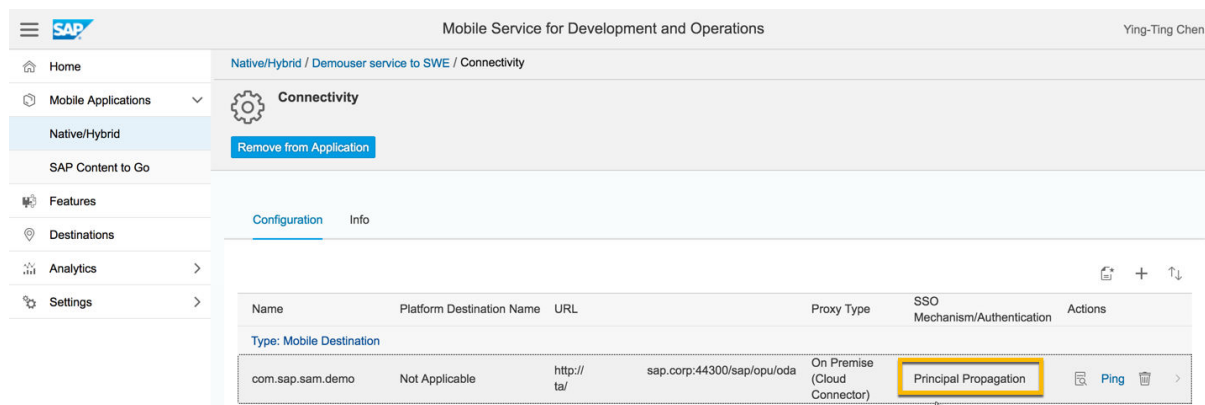 SAP
Mobile Service for Development and Operations
Ying-Ting Chen
Home
Mobile Applications
Native/Hybrid
SAP Content to Go
Features
Destinations
Analytics
Settings
Native/Hybrid / Demouser service to SWE / Connectivity
Connectivity
Remove from Application
Configuration Info
Name Platform Destination Name URL Proxy Type SSO
Mechanism/Authentication Actions
Type: Mobile Destination
com.sap.sam.demo Not Applicable http:// sap.corp:44300/sap/opu/oda
ta/ On Premise
(Cloud
Connector) Principal Propagation Ping